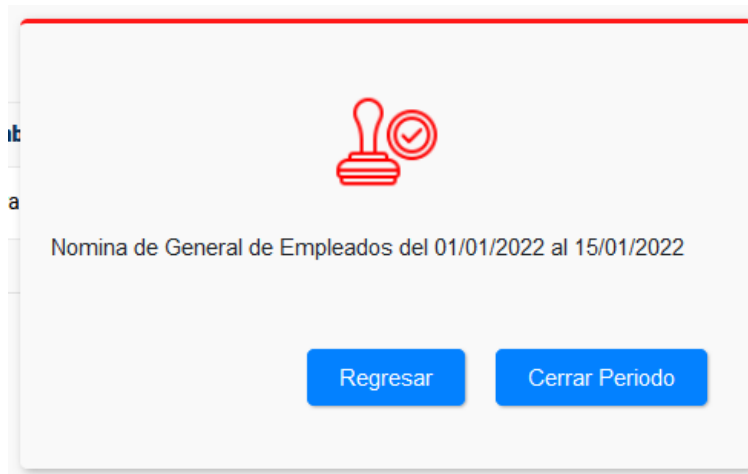 Nomina de General de Empleados del 01/01/2022 al 15/01/2022
Regresar
Cerrar Periodo